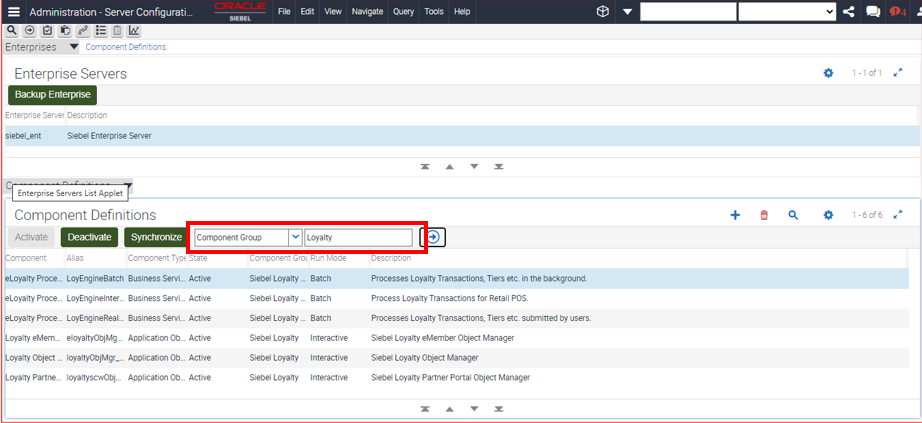 Administration - Server Configurati... ORACLE SIEBEL File Edit View Navigate Query Tools Help 4
Enterprises Component Definitions:
Enterprise Servers 1 - 1 of 1
Backup Enterprise
Enterprise Server Description
siebel_ent Siebel Enterprise Server
Enterprise Servers List Applet
Component Definitions 1 - 6 of 6
Activate Deactivate Synchronize Component Group Loyalty
Component Alias Component Type State Component Grou Run Mode Description
eLoyalty Proce... LoyEngineBatch Business Servi... Active Siebel Loyalty ... Batch Processes Loyalty Transactions, Tiers etc. in the background.
eLoyalty Proce... LoyEngineInter... Business Servi... Active Siebel Loyalty ... Batch Process Loyalty Transactions for Retail POS.
eLoyalty Proce... LoyEngineReal... Business Servi... Active Siebel Loyalty ... Batch Processes Loyalty Transactions, Tiers etc. submitted by users.
Loyalty eMem... eloyaltyObjMg... Application Ob... Active Siebel Loyalty Interactive Siebel Loyalty eMember Object Manager
Loyalty Object ... loyaltyObjMgr_... Application Ob... Active Siebel Loyalty Interactive Siebel Loyalty Object Manager
Loyalty Partne... loyaltyscwObj... Application Ob... Active Siebel Loyalty Interactive Siebel Loyalty Partner Portal Object Manager